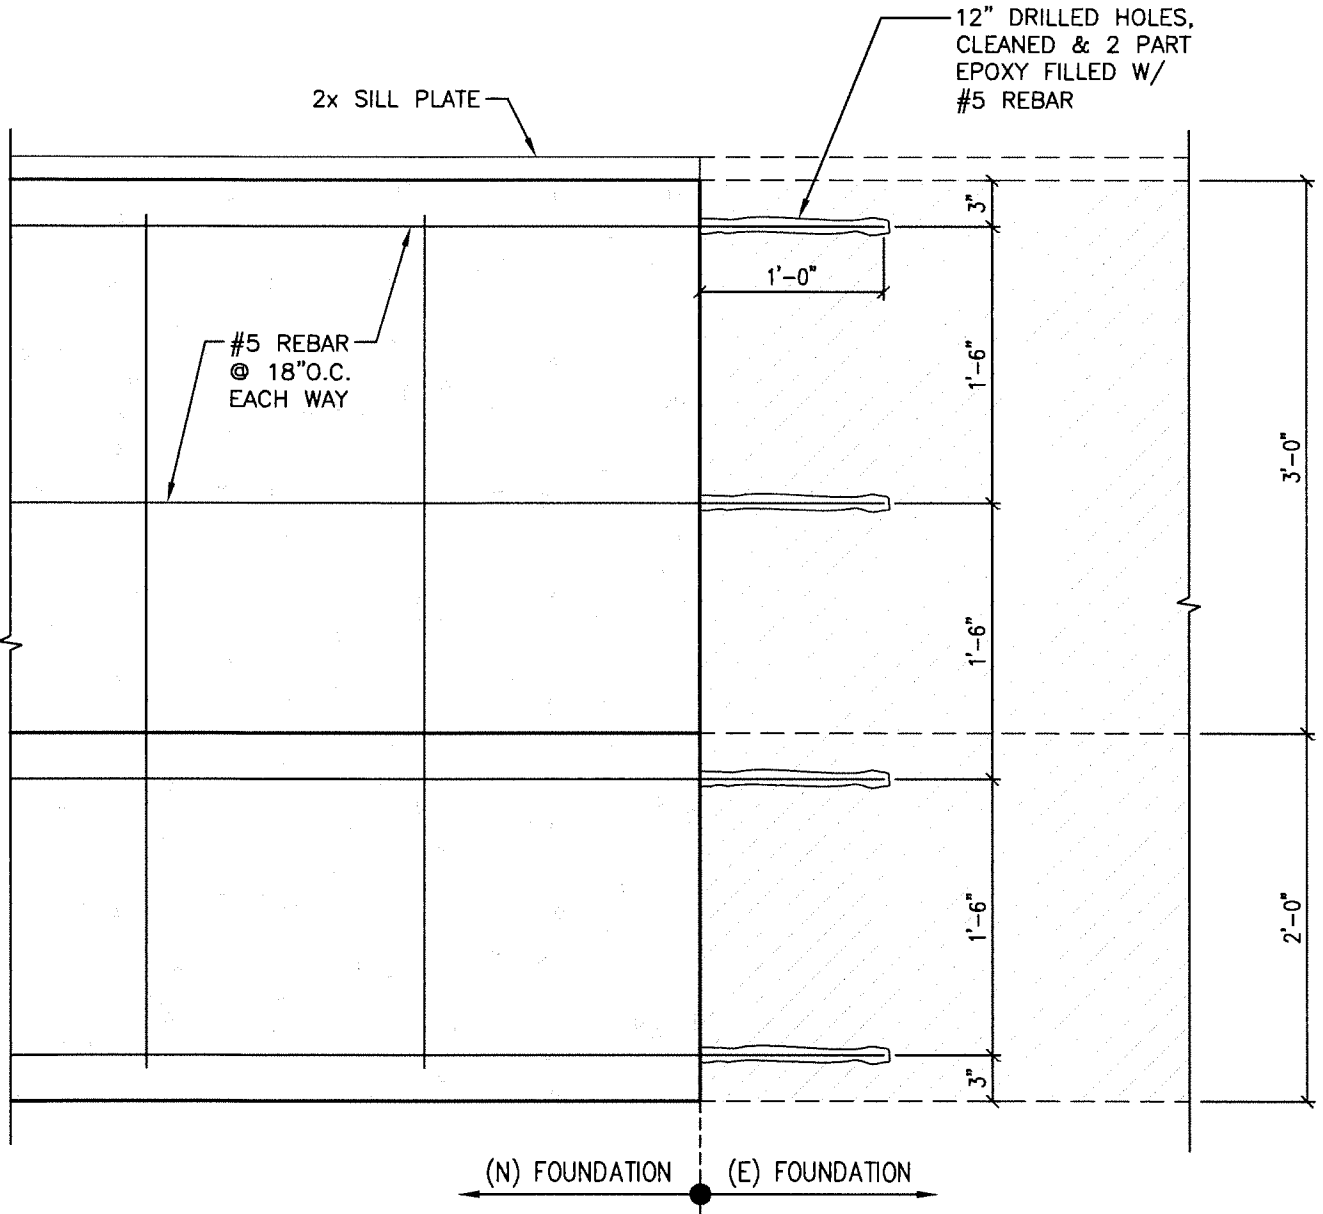 12" DRILLED HOLES,
CLEANED & 2 PART
EPOXY FILLED W/
#5 REBAR
2x SILL PLATE
3"
1'-0"
1'-6"
#5 REBAR
@ 18"O.C.
EACH WAY
3'-0"
1'-6"
1'-6"
2'-0"
3"
(N) FOUNDATION
(E) FOUNDATION